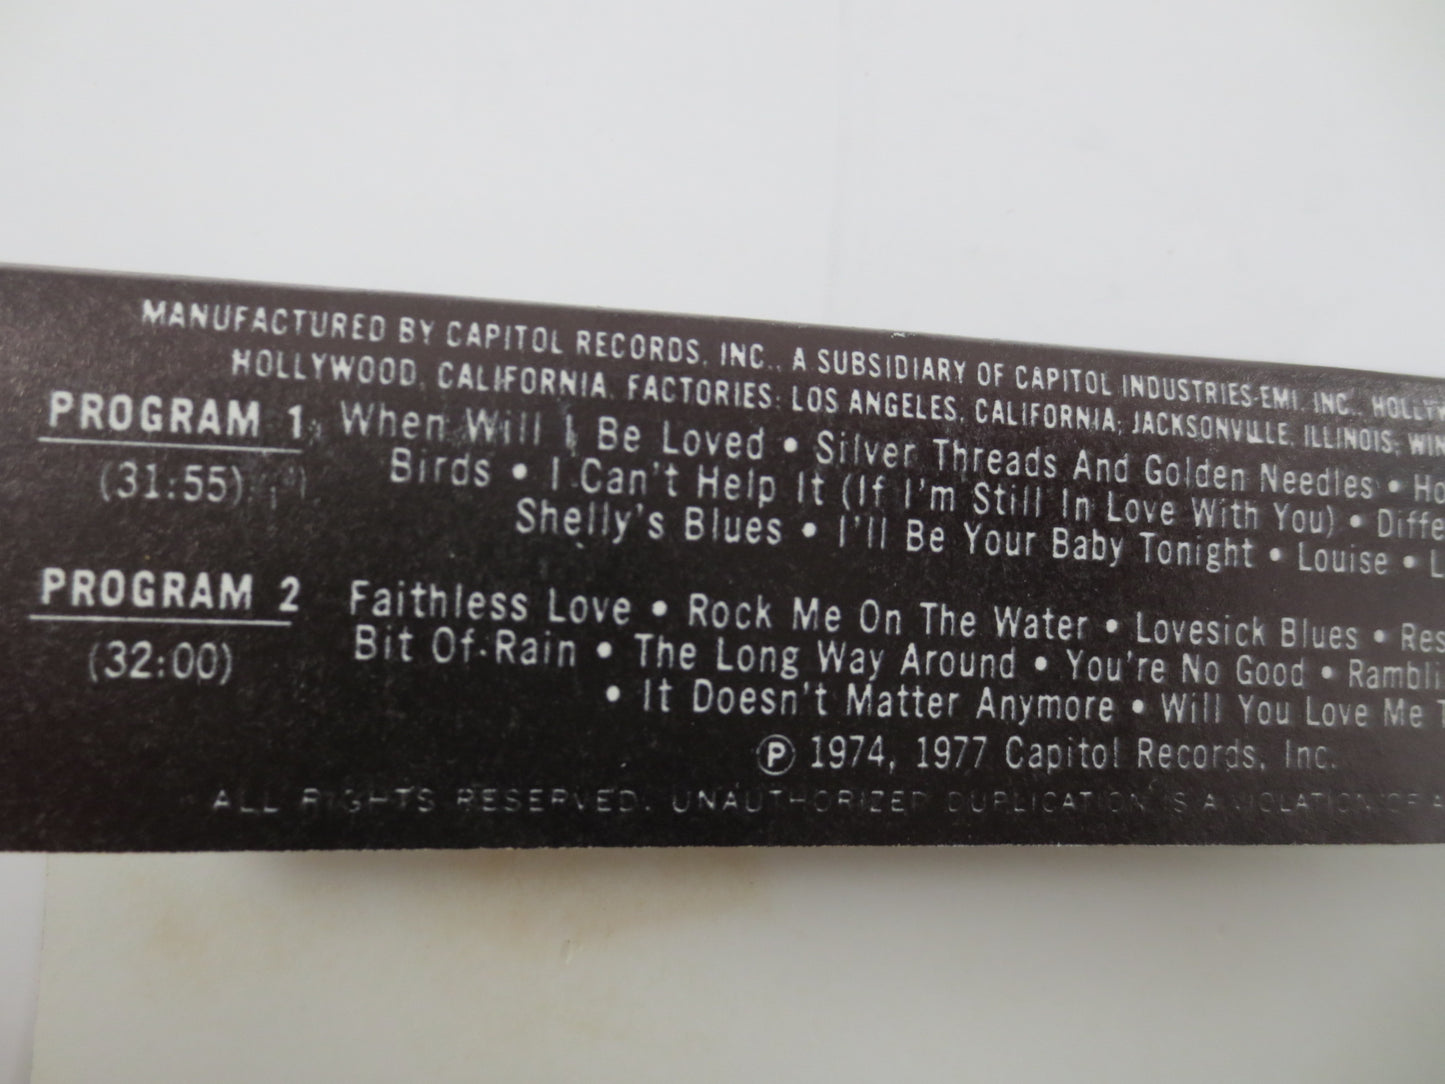 MANUFACTURED BY CAPITOL RECORDS, INC., A SUBSIDIARY OF CAPITOL INDUSTRIES-EMI, INC.,
HOLLYWOOD, CALIFORNIA. FACTORIES: LOS ANGELES, CALIFORNIA; JACKSONVILLE, ILLINOIS;
PROGRAM 1 When Will I Be Loved • Silver Threads And Golden Needles •
(31:55) Birds • I Can't Help It (If I'm Still In Love With You) •
Shelly's Blues • I'll Be Your Baby Tonight • Louise •
PROGRAM 2 Faithless Love • Rock Me On The Water • Lovesick Blues •
(32:00) Bit Of Rain • The Long Way Around • You're No Good •
• It Doesn't Matter Anymore • Will You Love Me
℗ 1974, 1977 Capitol Records, Inc.
ALL RIGHTS RESERVED. UNAUTHORIZED DUPLICATION IS A VIOLATION OF